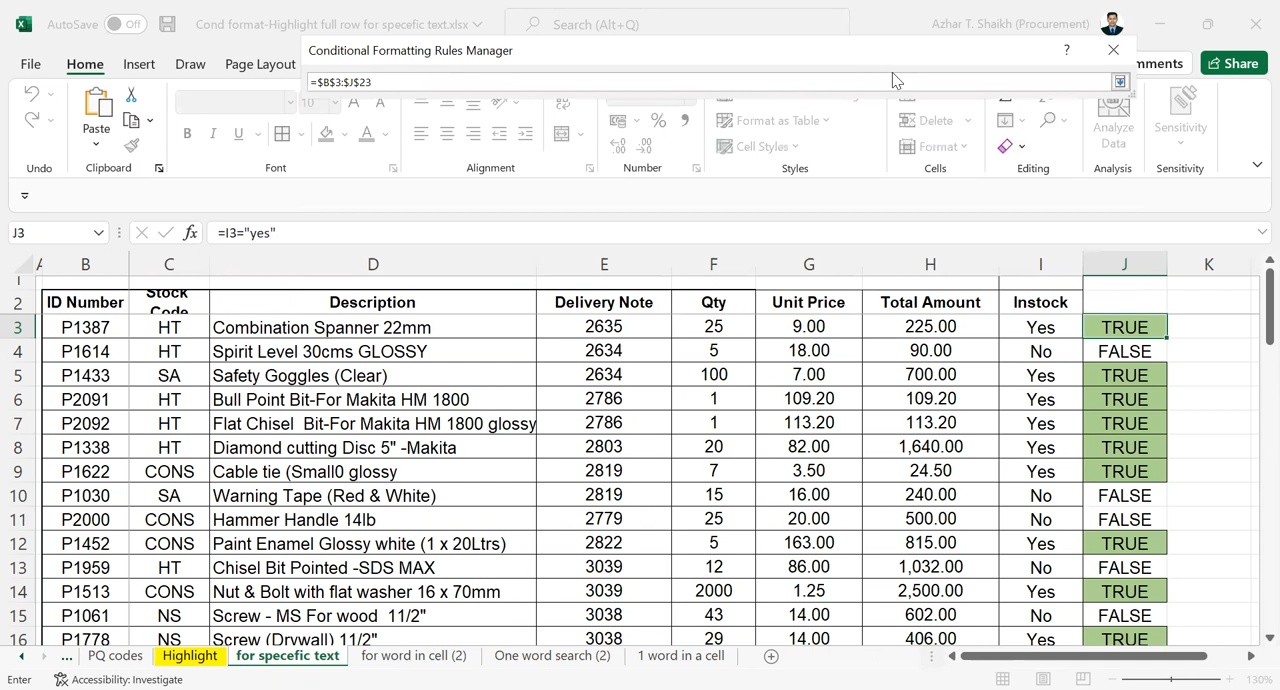 AutoSave Off Cond format-Highlight full row for specefic text.xlsx Search (Alt+Q) Azhar T. Shaikh (Procurement)
Conditional Formatting Rules Manager ?
File Home Insert Draw Page Layout mments Share
=$B$3:$J$23
10 A A
Paste B I U A % 9 Format as Table Delete Analyze Data Sensitivity
Cell Styles Format
Undo Clipboard Font Alignment Number Styles Cells Editing Analysis Sensitivity
J3 fx =I3="yes"
A B C D E F G H I J K
1
2 ID Number Stock Code Description Delivery Note Qty Unit Price Total Amount Instock
3 P1387 HT Combination Spanner 22mm 2635 25 9.00 225.00 Yes TRUE
4 P1614 HT Spirit Level 30cms GLOSSY 2634 5 18.00 90.00 No FALSE
5 P1433 SA Safety Goggles (Clear) 2634 100 7.00 700.00 Yes TRUE
6 P2091 HT Bull Point Bit-For Makita HM 1800 2786 1 109.20 109.20 Yes TRUE
7 P2092 HT Flat Chisel Bit-For Makita HM 1800 glossy 2786 1 113.20 113.20 Yes TRUE
8 P1338 HT Diamond cutting Disc 5" -Makita 2803 20 82.00 1,640.00 Yes TRUE
9 P1622 CONS Cable tie (Small0 glossy 2819 7 3.50 24.50 Yes TRUE
10 P1030 SA Warning Tape (Red & White) 2819 15 16.00 240.00 No FALSE
11 P2000 CONS Hammer Handle 14lb 2779 25 20.00 500.00 No FALSE
12 P1452 CONS Paint Enamel Glossy white (1 x 20Ltrs) 2822 5 163.00 815.00 Yes TRUE
13 P1959 HT Chisel Bit Pointed -SDS MAX 3039 12 86.00 1,032.00 No FALSE
14 P1513 CONS Nut & Bolt with flat washer 16 x 70mm 3039 2000 1.25 2,500.00 Yes TRUE
15 P1061 NS Screw - MS For wood 11/2" 3038 43 14.00 602.00 No FALSE
16 P1778 NS Screw (Drywall) 11/2" 3038 29 14.00 406.00 Yes TRUE
... PQ codes Highlight for specefic text for word in cell (2) One word search (2) 1 word in a cell
Enter Accessibility: Investigate 130%